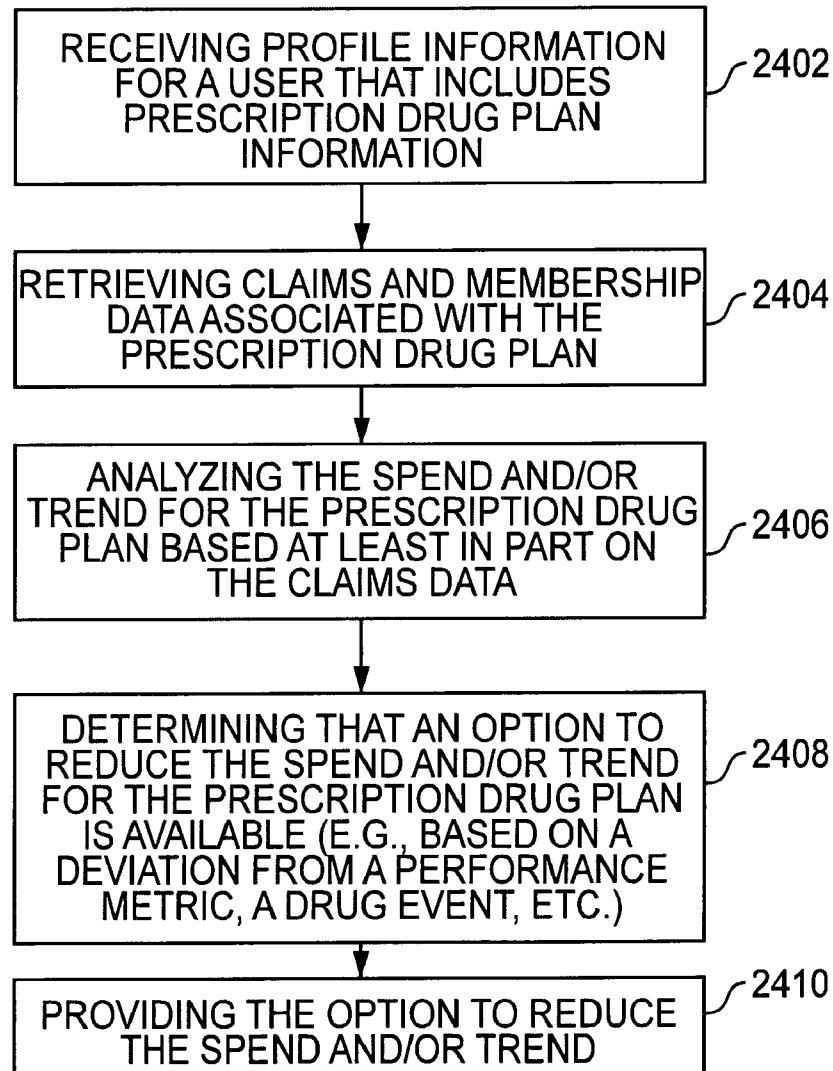 RECEIVING PROFILE INFORMATION
FOR A USER THAT INCLUDES
PRESCRIPTION DRUG PLAN
INFORMATION
2402
RETRIEVING CLAIMS AND MEMBERSHIP
DATA ASSOCIATED WITH THE
PRESCRIPTION DRUG PLAN
2404
ANALYZING THE SPEND AND/OR
TREND FOR THE PRESCRIPTION DRUG
PLAN BASED AT LEAST IN PART ON
THE CLAIMS DATA
2406
DETERMINING THAT AN OPTION TO
REDUCE THE SPEND AND/OR TREND
FOR THE PRESCRIPTION DRUG PLAN
IS AVAILABLE (E.G., BASED ON A
DEVIATION FROM A PERFORMANCE
METRIC, A DRUG EVENT, ETC.)
2408
PROVIDING THE OPTION TO REDUCE
THE SPEND AND/OR TREND
2410